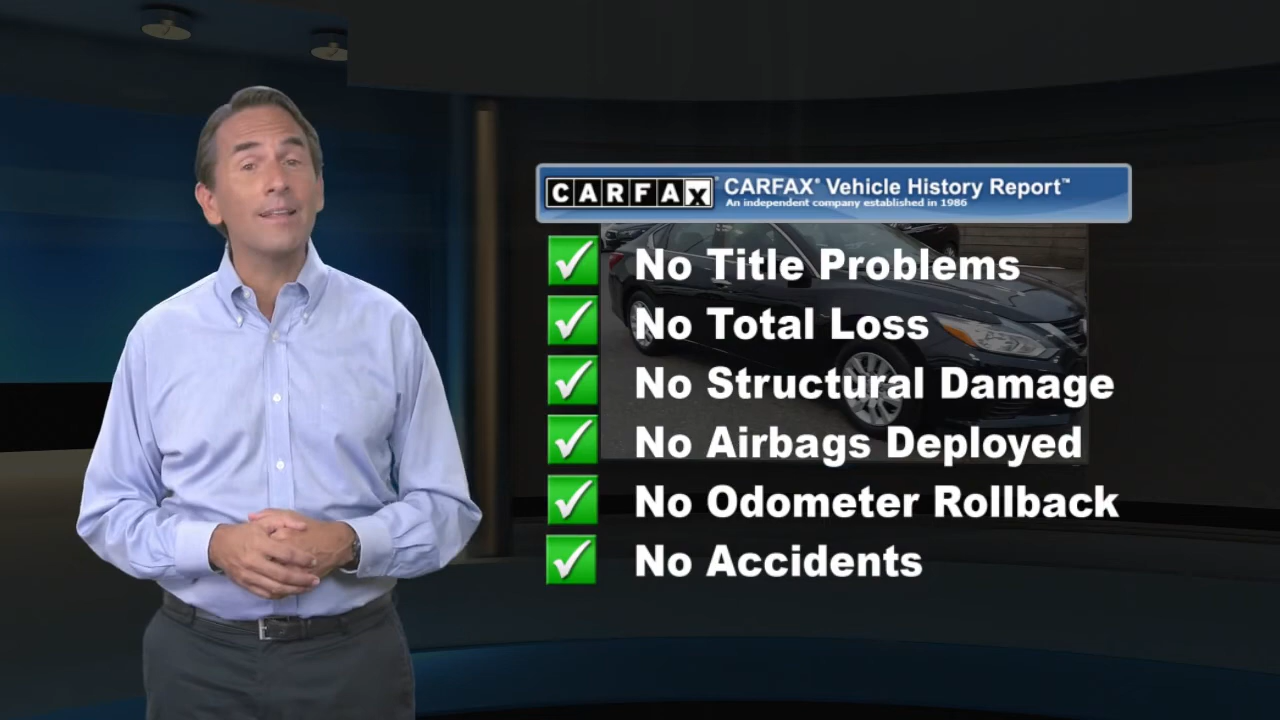 CARFAX® CARFAX® Vehicle History Report™
An independent company established in 1986
No Title Problems
No Total Loss
No Structural Damage
No Airbags Deployed
No Odometer Rollback
No Accidents